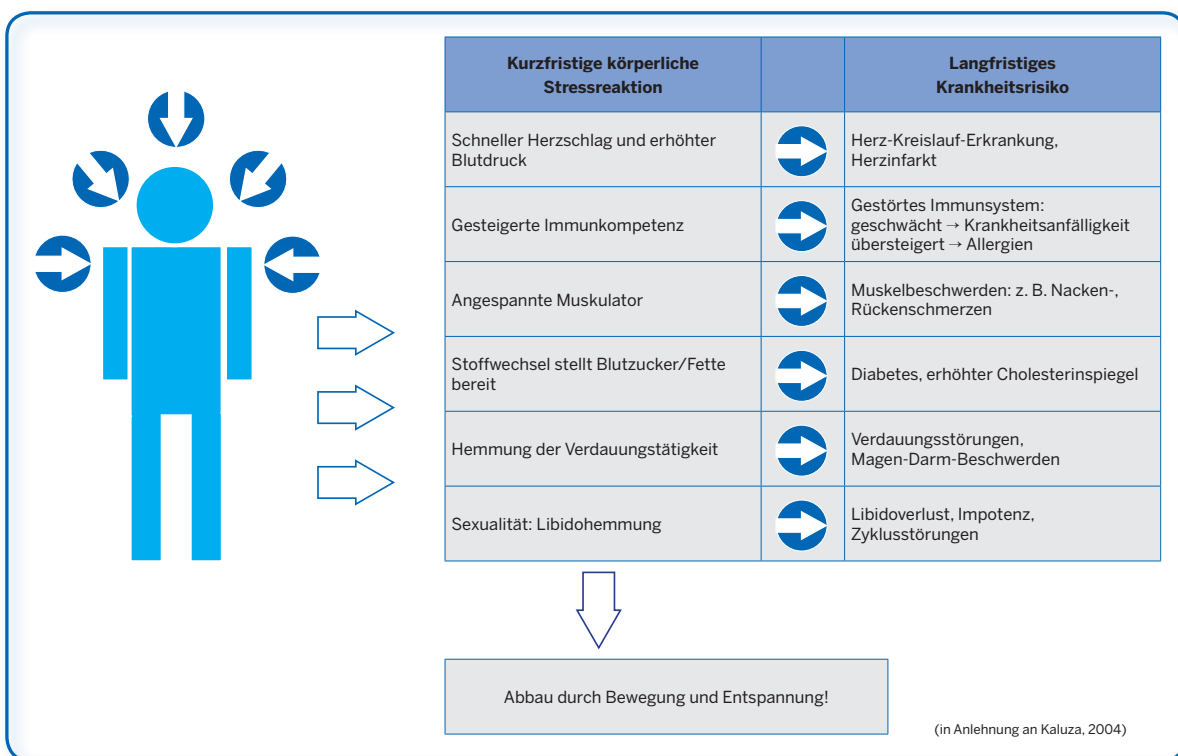 Kurzfristige körperliche
Stressreaktion
Langfristiges
Krankheitsrisiko
Schneller Herzschlag und erhöhter
Blutdruck
Herz-Kreislauf-Erkrankung,
Herzinfarkt
Gesteigerte Immunkompetenz
Gestörtes Immunsystem:
geschwächt → Krankheitsanfälligkeit
übersteigert → Allergien
Angespannte Muskulator
Muskelbeschwerden: z. B. Nacken-,
Rückenschmerzen
Stoffwechsel stellt Blutzucker/Fette
bereit
Diabetes, erhöhter Cholesterinspiegel
Hemmung der Verdauungstätigkeit
Verdauungsstörungen,
Magen-Darm-Beschwerden
Sexualität: Libidohemmung
Libidoverlust, Impotenz,
Zyklusstörungen
Abbau durch Bewegung und Entspannung!
(in Anlehnung an Kaluza, 2004)